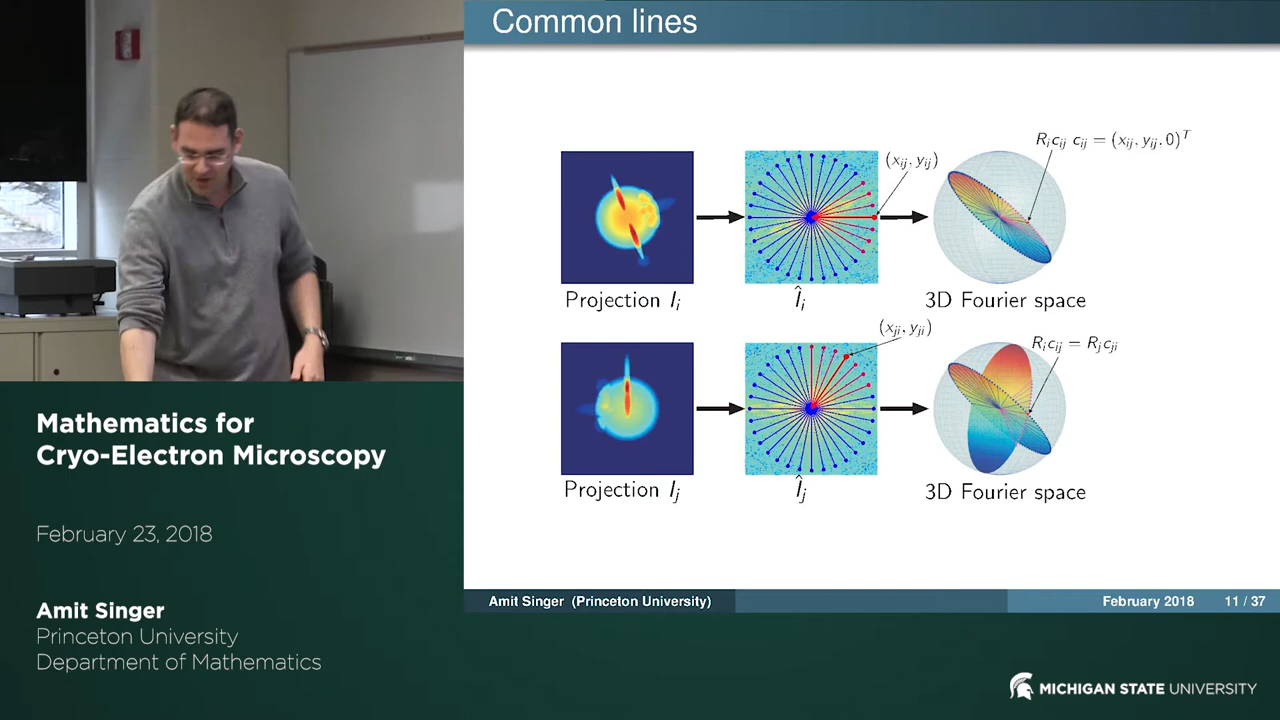 Common lines
R_i c_ij c_ij = (x_ij, y_ij, 0)^T
(x_ij, y_ij)
Projection I_i
Î_i
3D Fourier space
(x_ji, y_ji)
R_i c_ij = R_j c_ji
Projection I_j
Î_j
3D Fourier space
Amit Singer (Princeton University)
February 2018
11 / 37
Mathematics for
Cryo-Electron Microscopy
February 23, 2018
Amit Singer
Princeton University
Department of Mathematics
MICHIGAN STATE UNIVERSITY